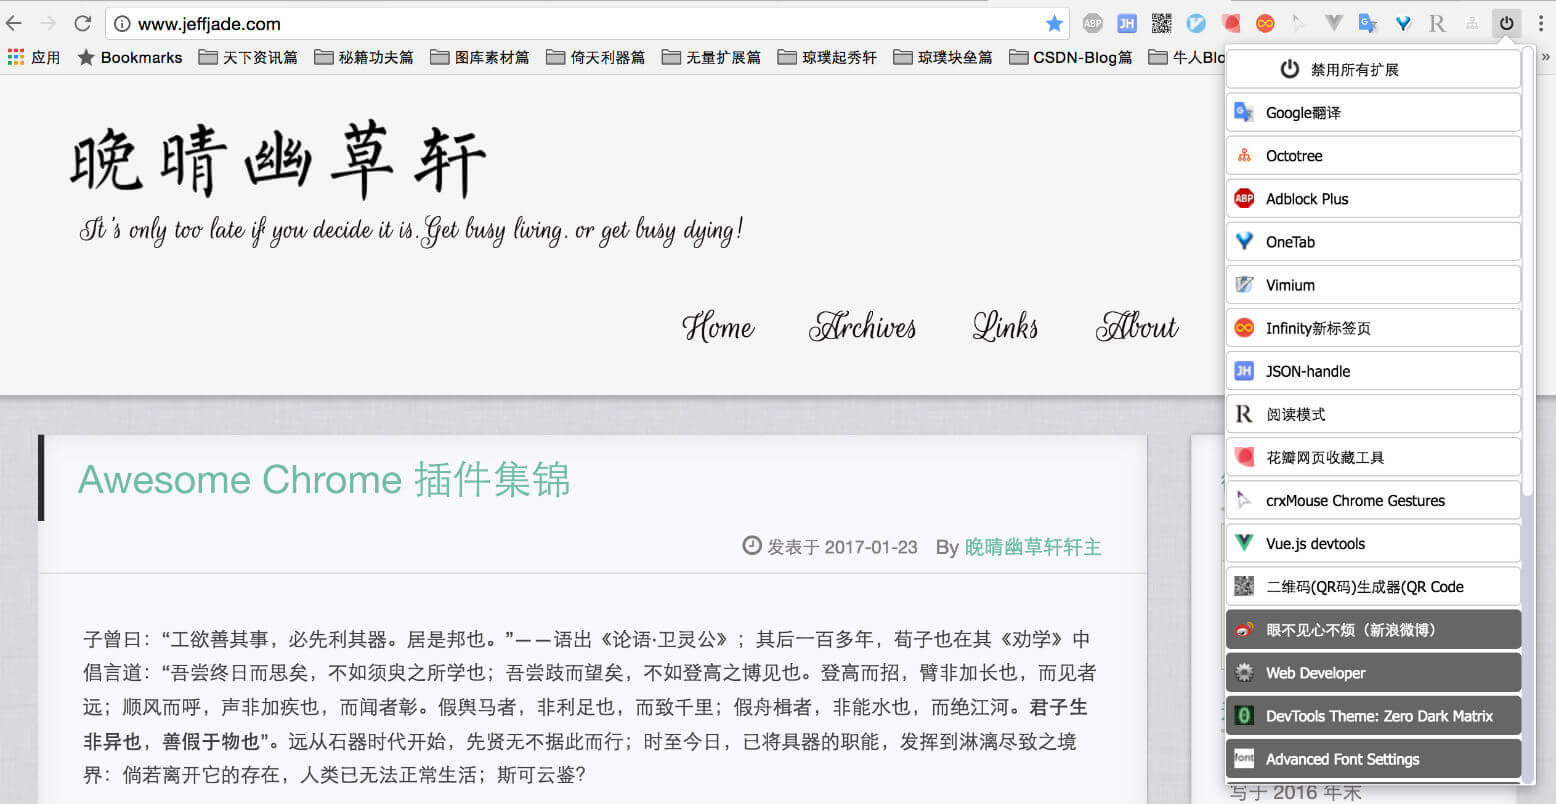 www.jeffjade.com
应用 Bookmarks 天下资讯篇 秘籍功夫篇 图库素材篇 倚天利器篇 无量扩展篇 琼璞起秀轩 琼璞块垒篇 CSDN-Blog篇 牛人Blo »
晚晴幽草轩
It's only too late if you decide it is.Get busy living, or get busy dying!
Home Archives Links About
Awesome Chrome 插件集锦
发表于 2017-01-23 By 晚晴幽草轩轩主
子曾曰：“工欲善其事，必先利其器。居是邦也。”——语出《论语·卫灵公》；其后一百多年，荀子也在其《劝学》中
倡言道：“吾尝终日而思矣，不如须臾之所学也；吾尝跂而望矣，不如登高之博见也。登高而招，臂非加长也，而见者
远；顺风而呼，声非加疾也，而闻者彰。假舆马者，非利足也，而致千里；假舟楫者，非能水也，而绝江河。君子生
非异也，善假于物也”。远从石器时代开始，先贤无不据此而行；时至今日，已将具器的职能，发挥到淋漓尽致之境
界：倘若离开它的存在，人类已无法正常生活；斯可云鉴?
ABP JH R
禁用所有扩展
Google翻译
Octotree
ABP Adblock Plus
OneTab
Vimium
Infinity新标签页
JH JSON-handle
R 阅读模式
花瓣网页收藏工具
crxMouse Chrome Gestures
Vue.js devtools
二维码(QR码)生成器(QR Code
眼不见心不烦（新浪微博）
Web Developer
DevTools Theme: Zero Dark Matrix
font Advanced Font Settings
写于 2016 年末